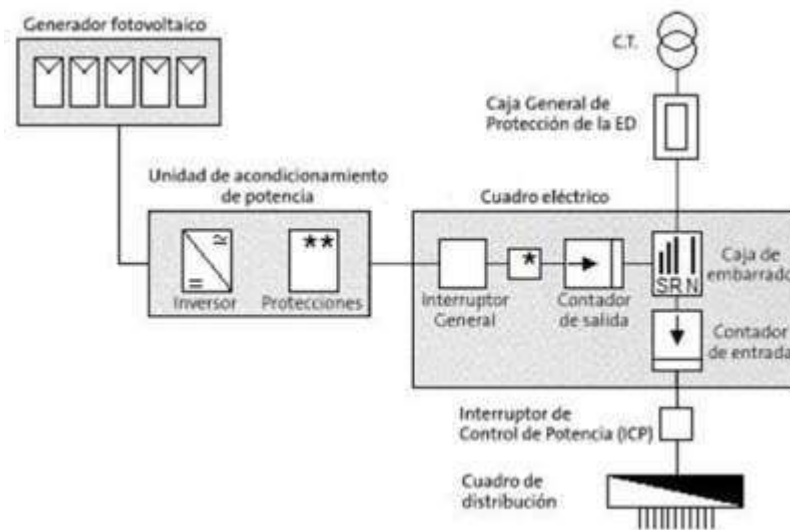 Generador fotovoltaico
C.T.
Caja General de
Protección de la ED
Unidad de acondicionamiento
de potencia
Cuadro eléctrico
**
*
SRN
Inversor
Protecciones
Interruptor
General
Contador
de salida
Caja de
embarrado
Contador
de entrada
Interruptor de
Control de Potencia (ICP)
Cuadro de
distribución